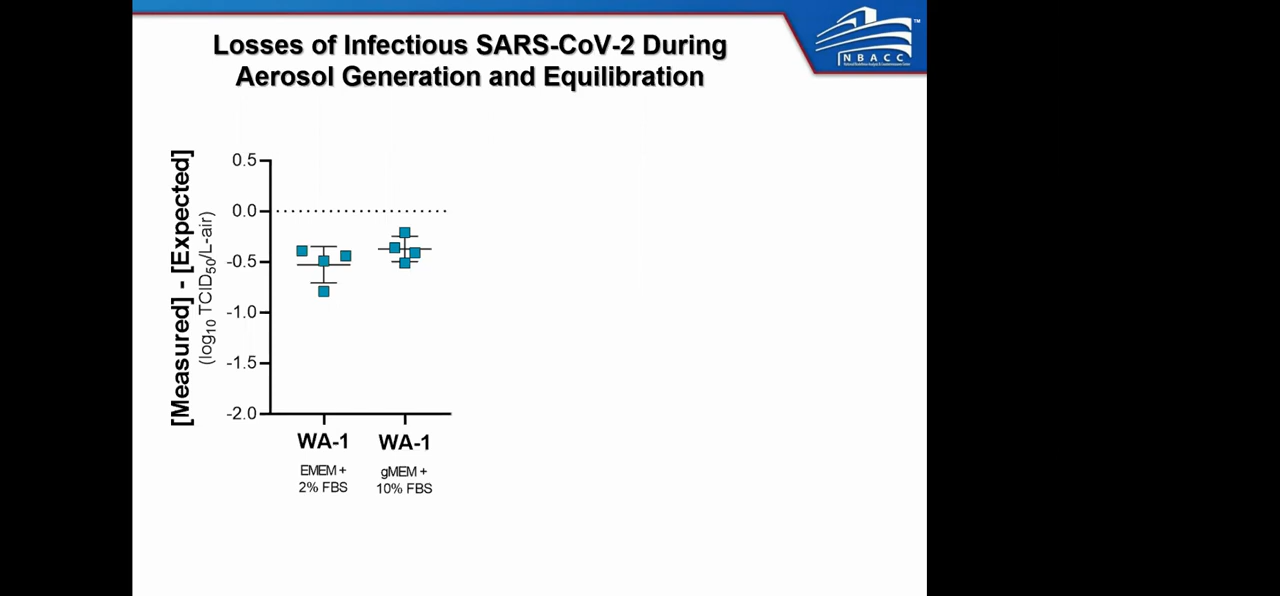 Losses of Infectious SARS-CoV-2 During
Aerosol Generation and Equilibration
NBACC
TM
[Measured] - [Expected]
(log10 TCID50/L-air)
0.5
0.0
-0.5
-1.0
-1.5
-2.0
WA-1
EMEM +
2% FBS
WA-1
gMEM +
10% FBS